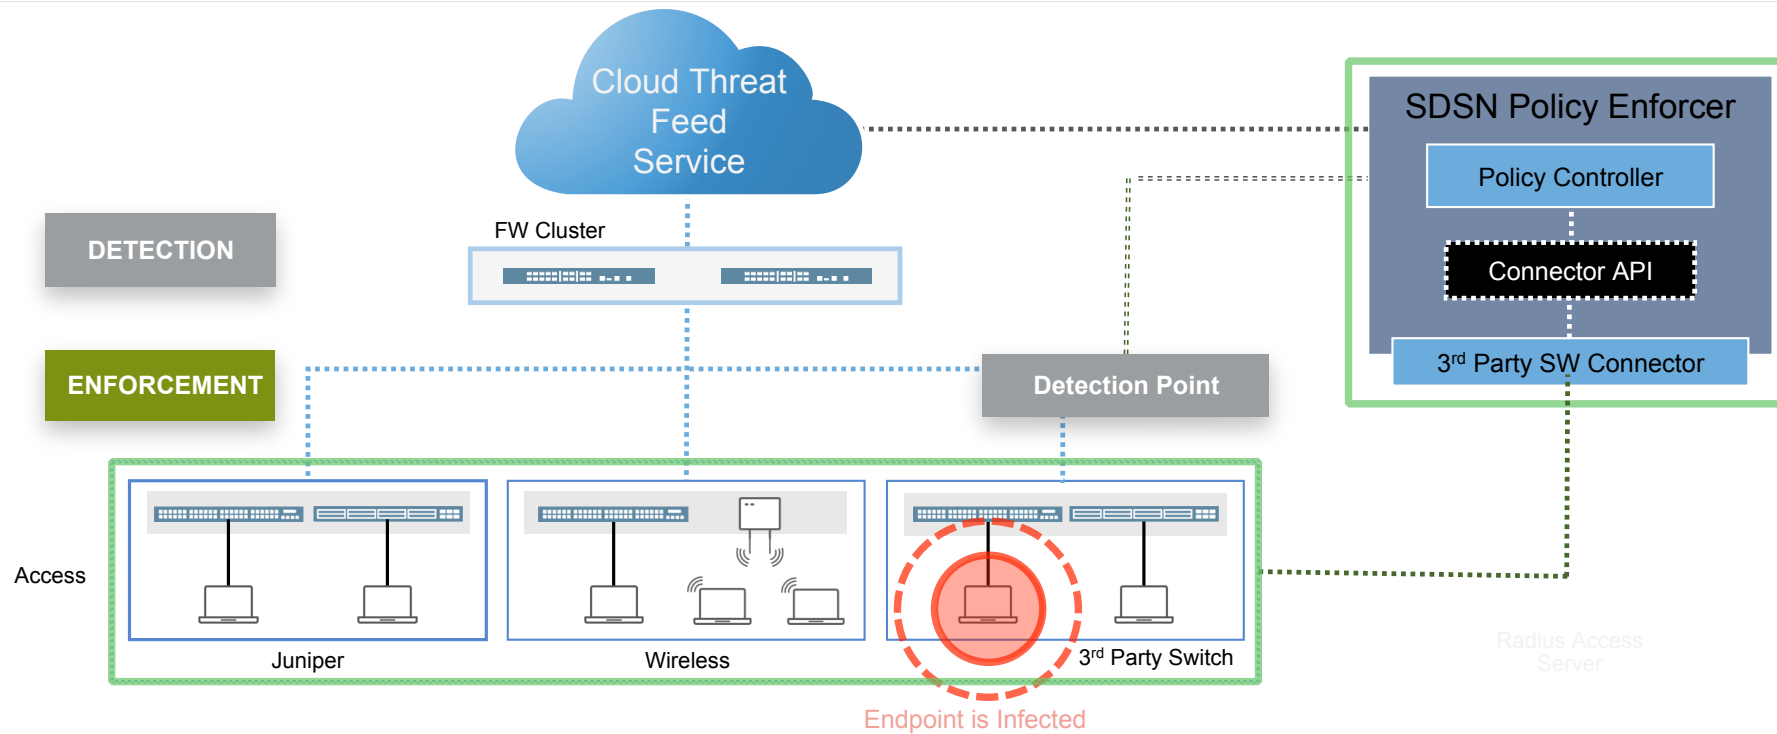 Cloud Threat
Feed
Service
SDSN Policy Enforcer
Policy Controller
Connector API
3rd Party SW Connector
FW Cluster
DETECTION
ENFORCEMENT
Detection Point
Access
Juniper
Wireless
3rd Party Switch
Endpoint is Infected
Radius Access
Server